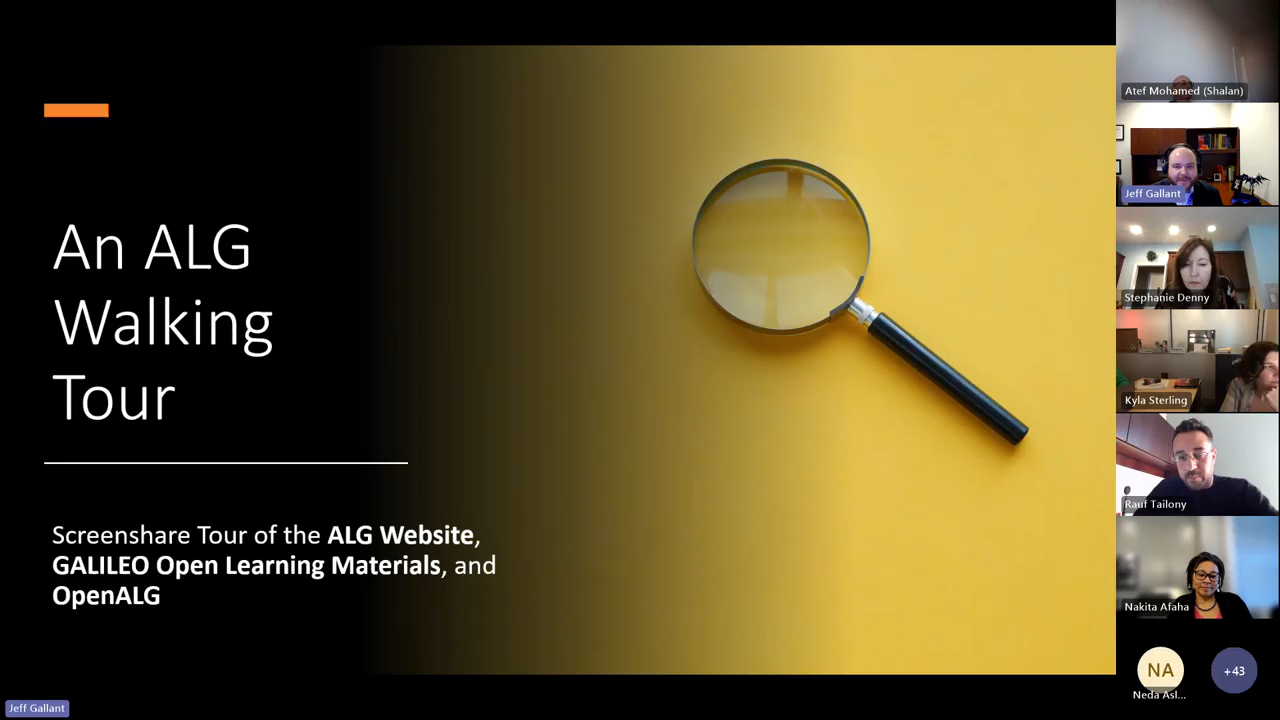 An ALG
Walking
Tour
Screenshare Tour of the ALG Website,
GALILEO Open Learning Materials, and
OpenALG
Jeff Gallant
Atef Mohamed (Shalan)
Jeff Gallant
Stephanie Denny
Kyla Sterling
Rauf Tailony
Nakita Afaha
NA
Neda Asl...
+43